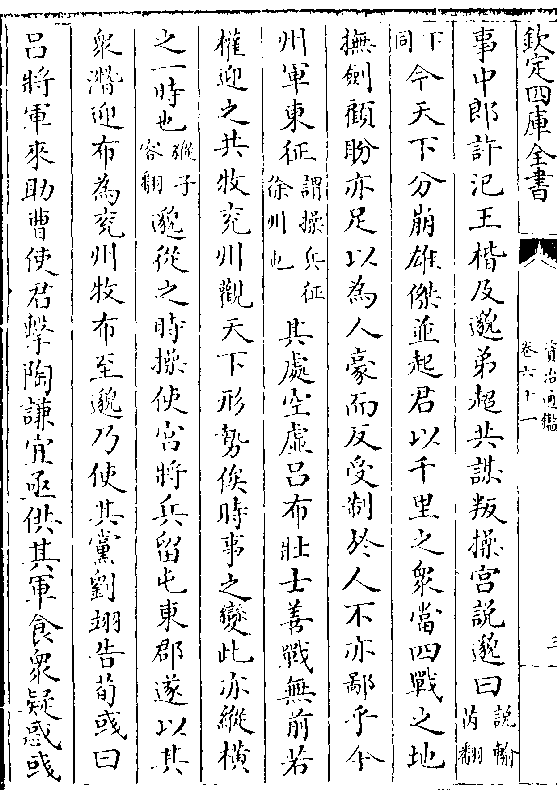 欽定四庫全書
資治通鑑
卷六十一
三
事中郎許汜王楷及邈弟超共謀叛操宮說邈曰說輸芮翻
下同今天下分崩雄傑並起君以千里之衆當四戰之地
撫劍顧盼亦足以為人豪而反受制於人不亦鄙乎今
州軍東征謂操兵征徐州也其處空虛呂布壯士善戰無前若
權迎之共牧兖州觀天下形勢俟時事之變此亦縱横
之一時也縱子容翻邈從之時操使宮將兵留屯東郡遂以其
衆潛迎布為兖州牧布至邈乃使其黨劉翊告荀彧曰
呂將軍來助曹使君擊陶謙宜亟供其軍食衆疑惑彧